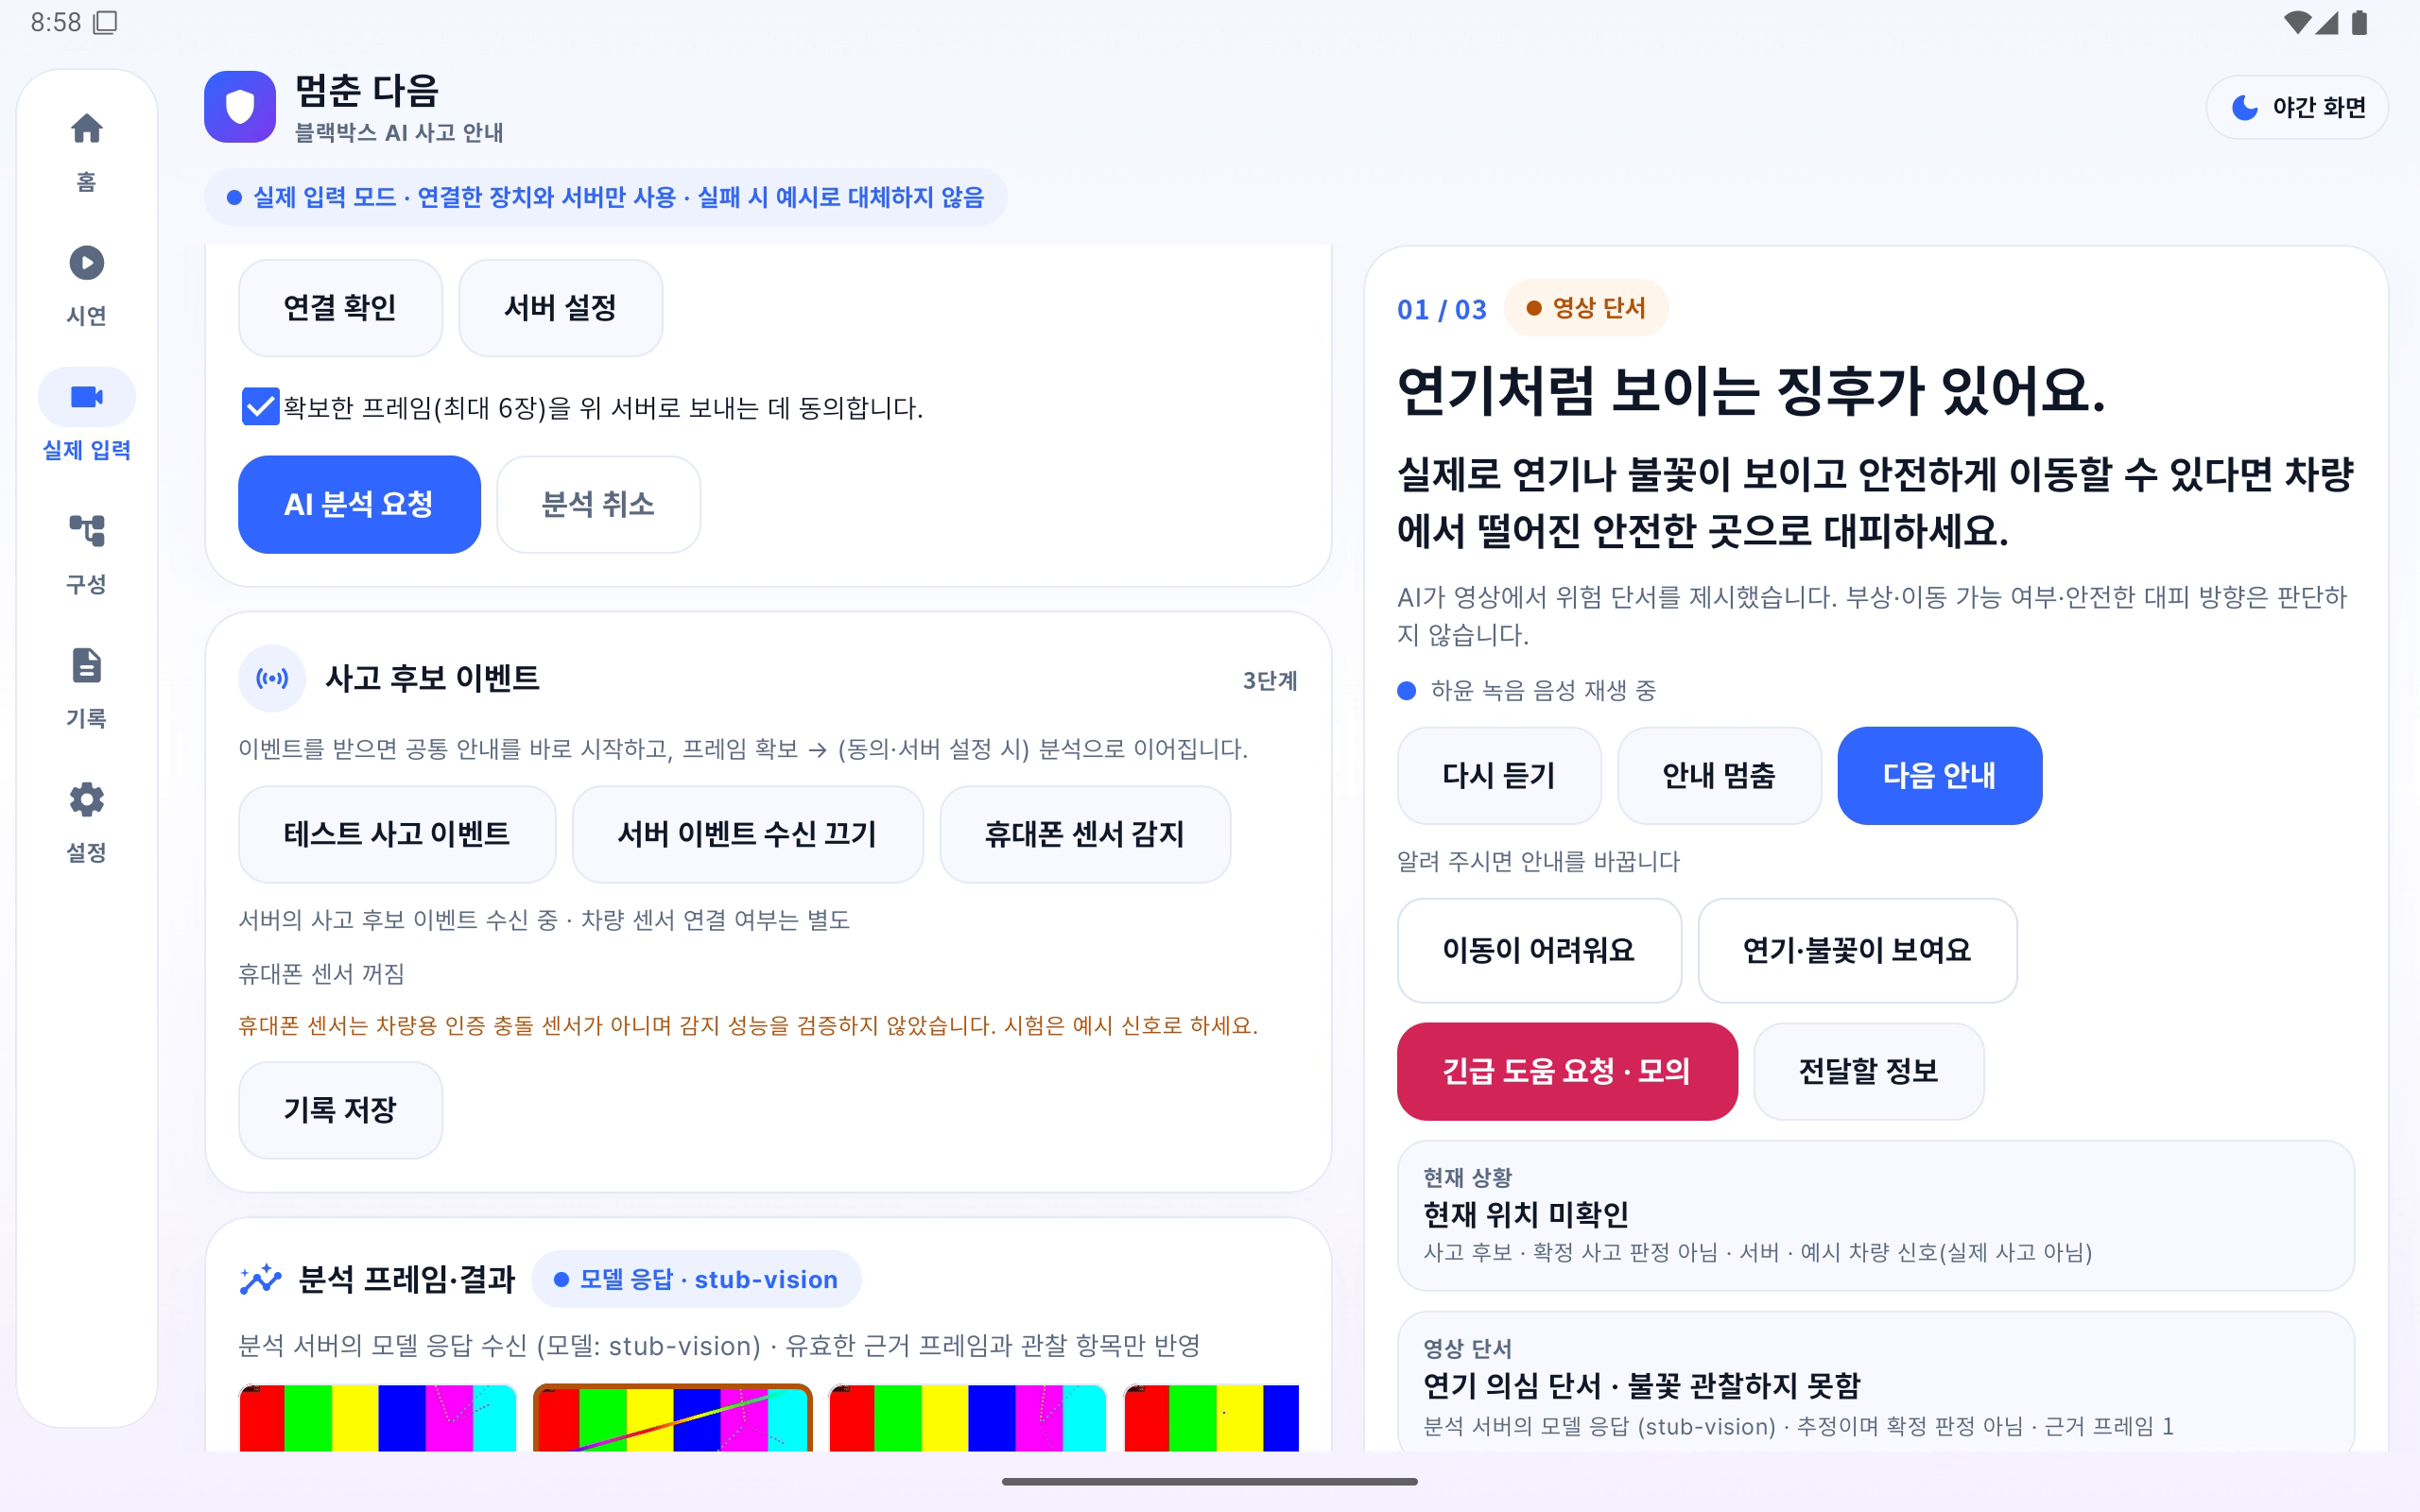 8:58
멈춘 다음
블랙박스 AI 사고 안내
야간 화면
실제 입력 모드 · 연결한 장치와 서버만 사용 · 실패 시 예시로 대체하지 않음
홈
시연
실제 입력
구성
기록
설정
연결 확인
서버 설정
확보한 프레임(최대 6장)을 위 서버로 보내는 데 동의합니다.
AI 분석 요청
분석 취소
사고 후보 이벤트
3단계
이벤트를 받으면 공통 안내를 바로 시작하고, 프레임 확보 → (동의·서버 설정 시) 분석으로 이어집니다.
테스트 사고 이벤트
서버 이벤트 수신 끄기
휴대폰 센서 감지
서버의 사고 후보 이벤트 수신 중 · 차량 센서 연결 여부는 별도
휴대폰 센서 꺼짐
휴대폰 센서는 차량용 인증 충돌 센서가 아니며 감지 성능을 검증하지 않았습니다. 시험은 예시 신호로 하세요.
기록 저장
분석 프레임·결과
모델 응답 · stub-vision
분석 서버의 모델 응답 수신 (모델: stub-vision) · 유효한 근거 프레임과 관찰 항목만 반영
01 / 03
영상 단서
연기처럼 보이는 징후가 있어요.
실제로 연기나 불꽃이 보이고 안전하게 이동할 수 있다면 차량
에서 떨어진 안전한 곳으로 대피하세요.
AI가 영상에서 위험 단서를 제시했습니다. 부상·이동 가능 여부·안전한 대피 방향은 판단하
지 않습니다.
하윤 녹음 음성 재생 중
다시 듣기
안내 멈춤
다음 안내
알려 주시면 안내를 바꿉니다
이동이 어려워요
연기·불꽃이 보여요
긴급 도움 요청 · 모의
전달할 정보
현재 상황
현재 위치 미확인
사고 후보 · 확정 사고 판정 아님 · 서버 · 예시 차량 신호(실제 사고 아님)
영상 단서
연기 의심 단서 · 불꽃 관찰하지 못함
분석 서버의 모델 응답 (stub-vision) · 추정이며 확정 판정 아님 · 근거 프레임 1